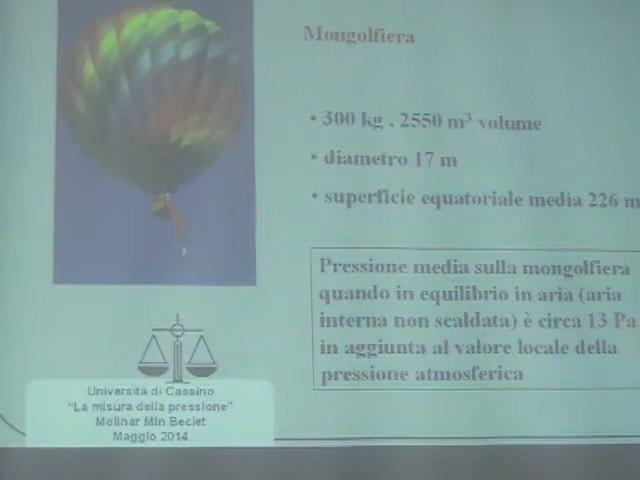 Mongolfiera
• 300 kg , 2550 m³ volume
• diametro 17 m
• superficie equatoriale media 226 m
Pressione media sulla mongolfiera
quando in equilibrio in aria (aria
interna non scaldata) è circa 13 Pa
in aggiunta al valore locale della
pressione atmosferica
Università di Cassino
"La misura della pressione"
Molinar Min Beciet
Maggio 2014